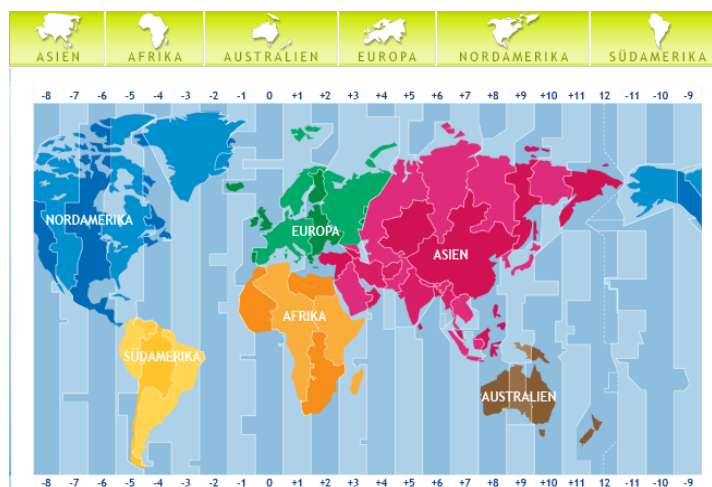 ASIEN AFRIKA AUSTRALIEN EUROPA NORDAMERIKA SÜDAMERIKA
-8 -7 -6 -5 -4 -3 -2 -1 0 +1 +2 +3 +4 +5 +6 +7 +8 +9 +10 +11 12 -11 -10 -9
NORDAMERIKA
EUROPA
ASIEN
AFRIKA
SÜDAMERIKA
AUSTRALIEN
-8 -7 -6 -5 -4 -3 -2 -1 0 +1 +2 +3 +4 +5 +6 +7 +8 +9 +10 +11 12 -11 -10 -9